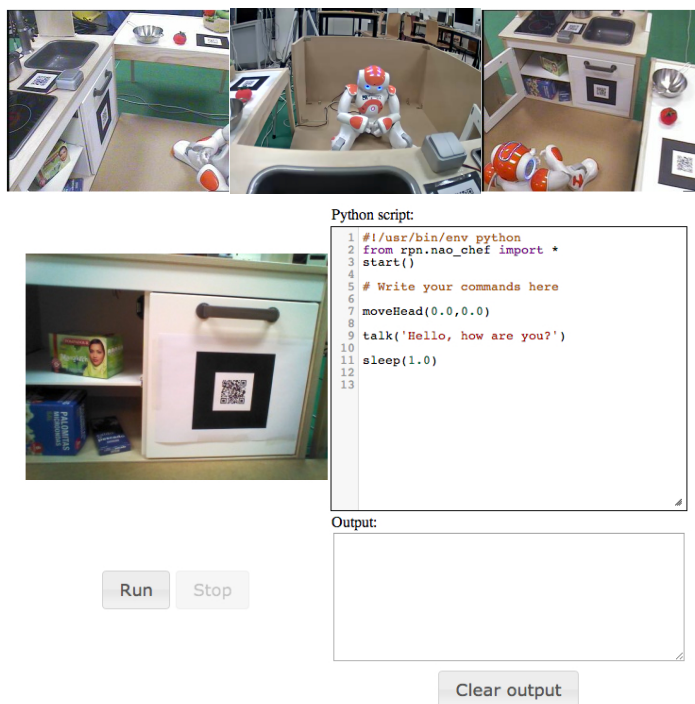 Python script:
1 #!/usr/bin/env python
2 from rpn.nao_chef import *
3 start()
4
5 # Write your commands here
6
7 moveHead(0.0,0.0)
8
9 talk('Hello, how are you?')
10
11 sleep(1.0)
12
13
PALOMITAS
MICROONDAS
Output:
Run
Stop
Clear output